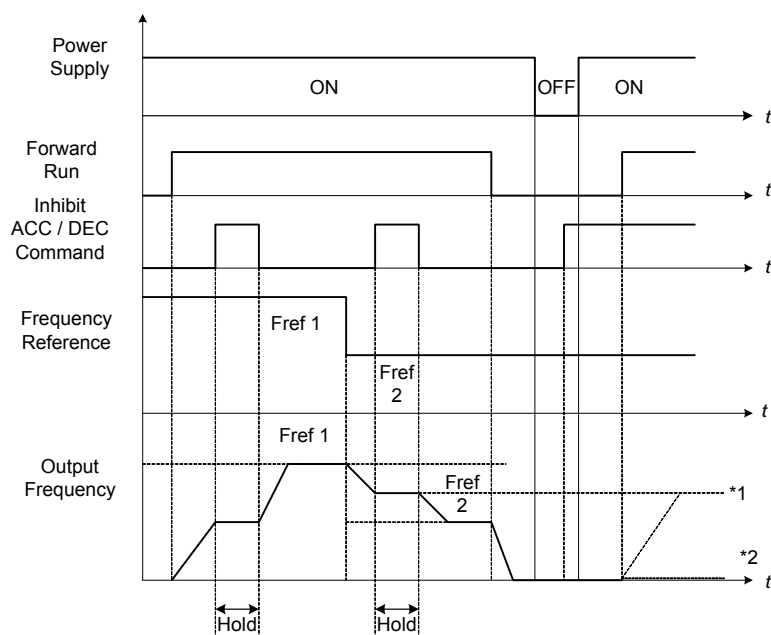 Power
Supply
ON
OFF
ON
t
Forward
Run
t
Inhibit
ACC / DEC
Command
t
Frequency
Reference
Fref 1
Fref
2
t
Output
Frequency
Fref 1
Fref
2
*1
*2
t
Hold
Hold